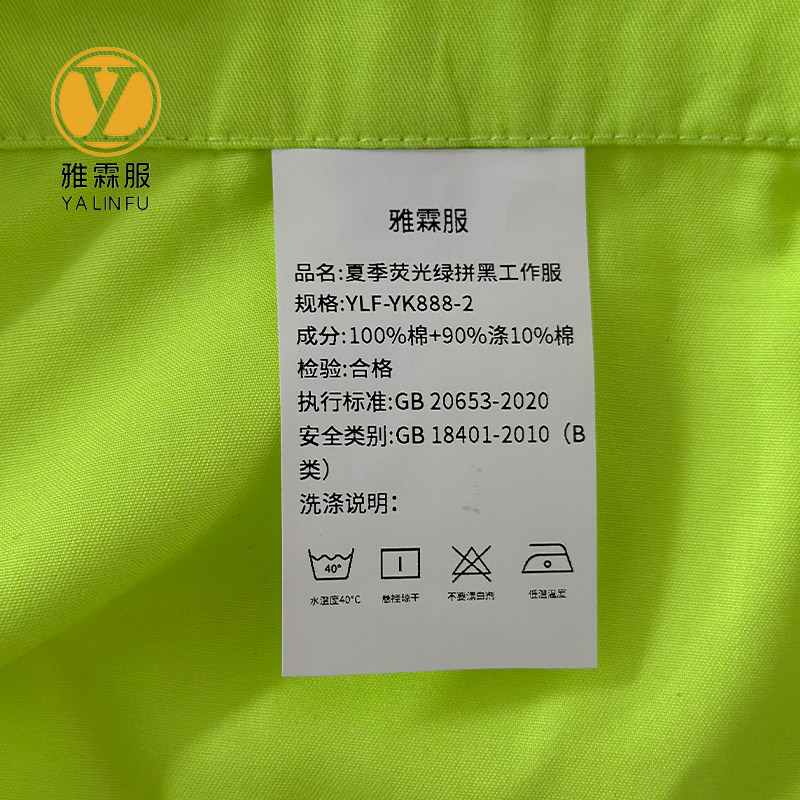 雅霖服
YALINFU
雅霖服
品名:夏季荧光绿拼黑工作服
规格:YLF-YK888-2
成分:100%棉+90%涤10%棉
检验:合格
执行标准:GB 20653-2020
安全类别:GB 18401-2010（B
类）
洗涤说明：
40°
水温度40°C 悬挂晾干 不要漂白剂 低温温度